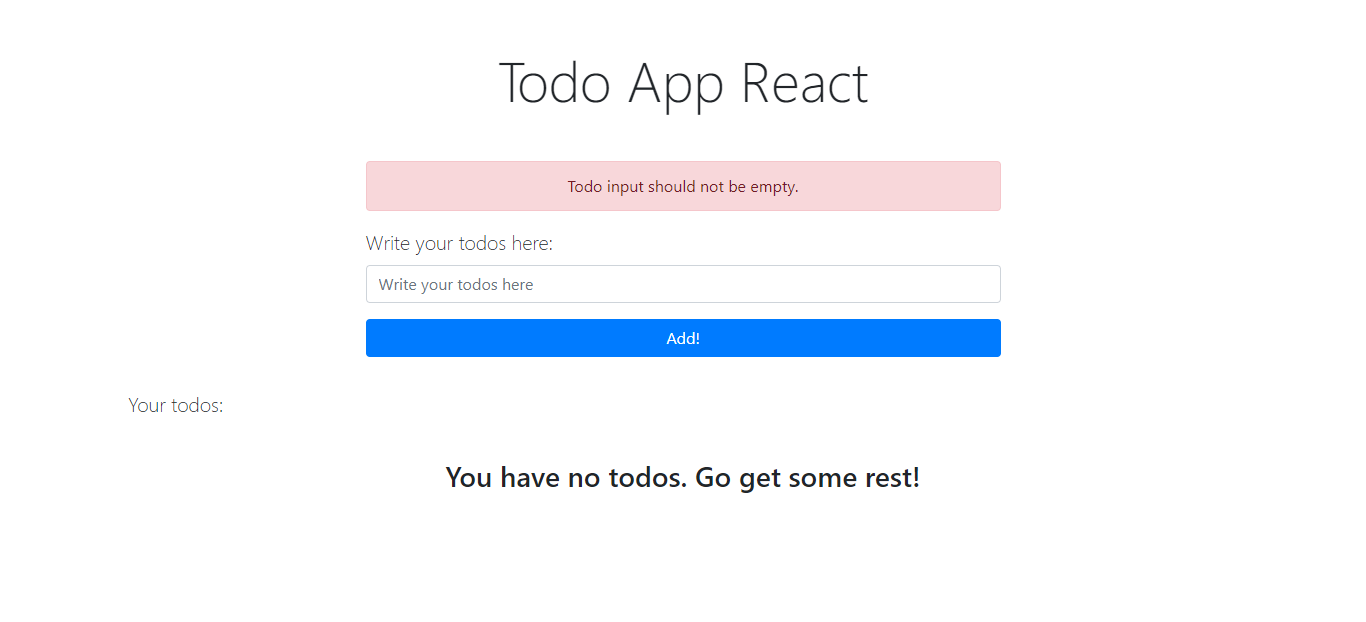 Todo App React
Todo input should not be empty.
Write your todos here:
Write your todos here
Add!
Your todos:
You have no todos. Go get some rest!